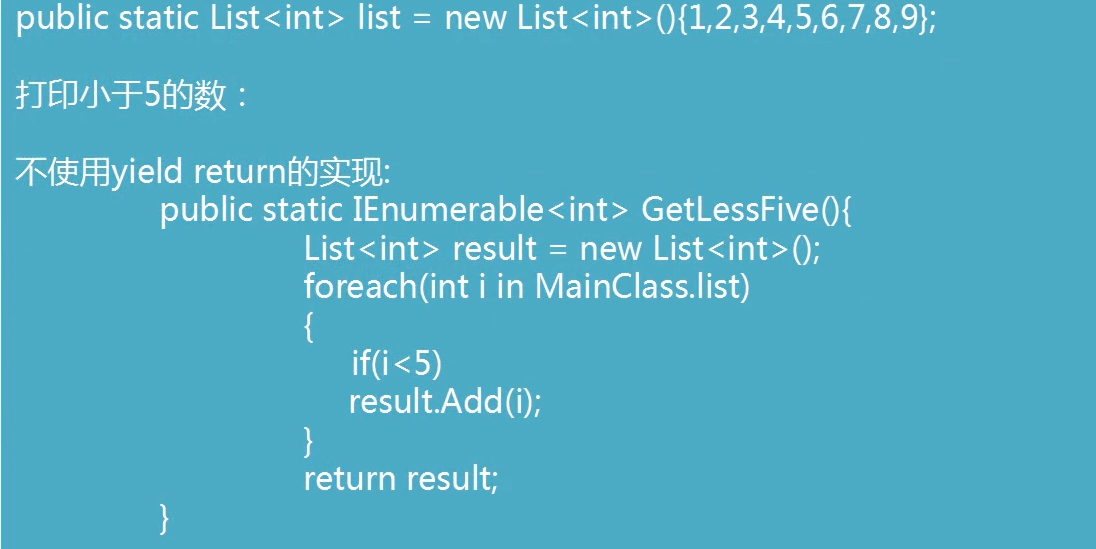 public static List<int> list = new List<int>(){1,2,3,4,5,6,7,8,9};
打印小于5的数：
不使用yield return的实现:
public static IEnumerable<int> GetLessFive(){
List<int> result = new List<int>();
foreach(int i in MainClass.list)
{
if(i<5)
result.Add(i);
}
return result;
}